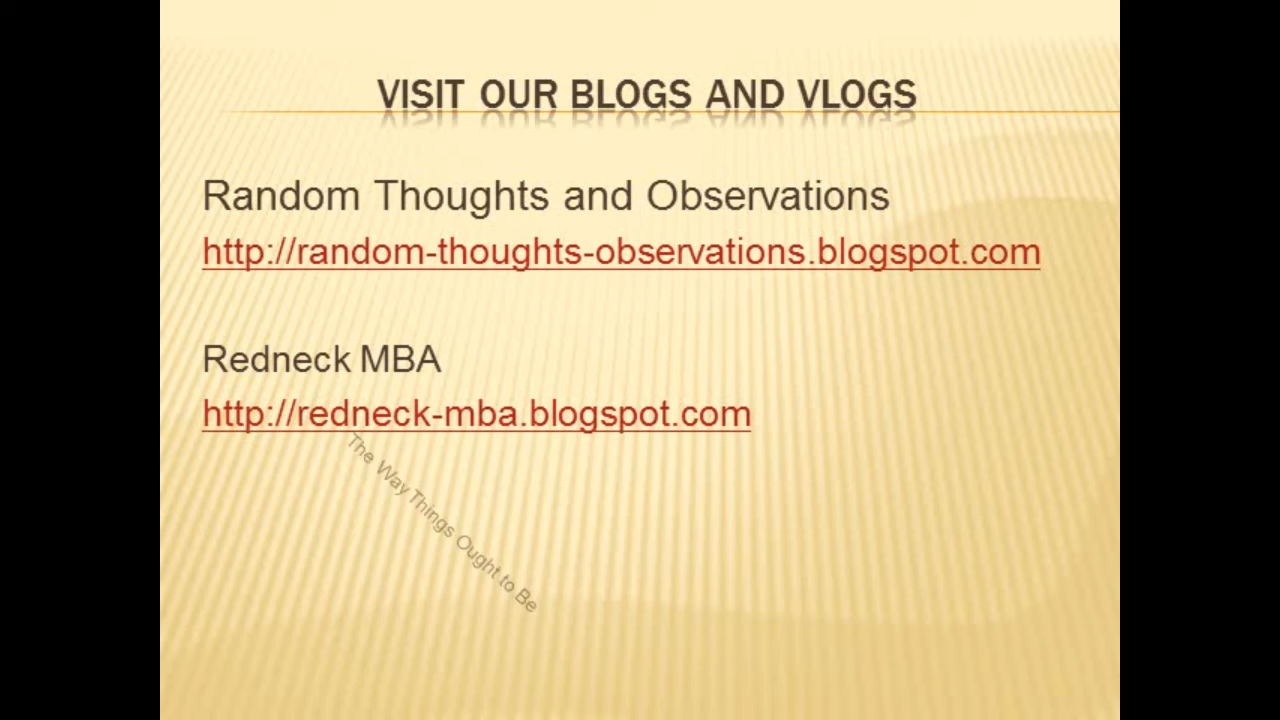 VISIT OUR BLOGS AND VLOGS
Random Thoughts and Observations
http://random-thoughts-observations.blogspot.com
Redneck MBA
http://redneck-mba.blogspot.com
The Way Things Ought to Be